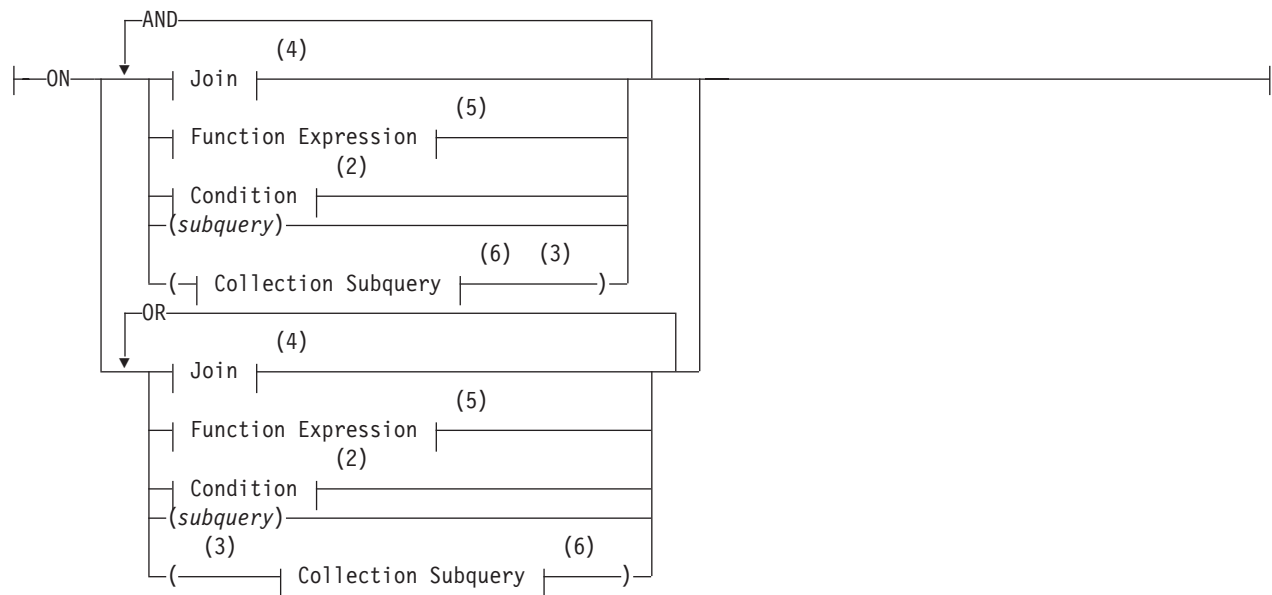 AND
(4)
ON Join
(5)
Function Expression
(2)
Condition
(subquery)
(6) (3)
( Collection Subquery )
OR
(4)
Join
(5)
Function Expression
(2)
Condition
(subquery)
(3) (6)
( Collection Subquery )